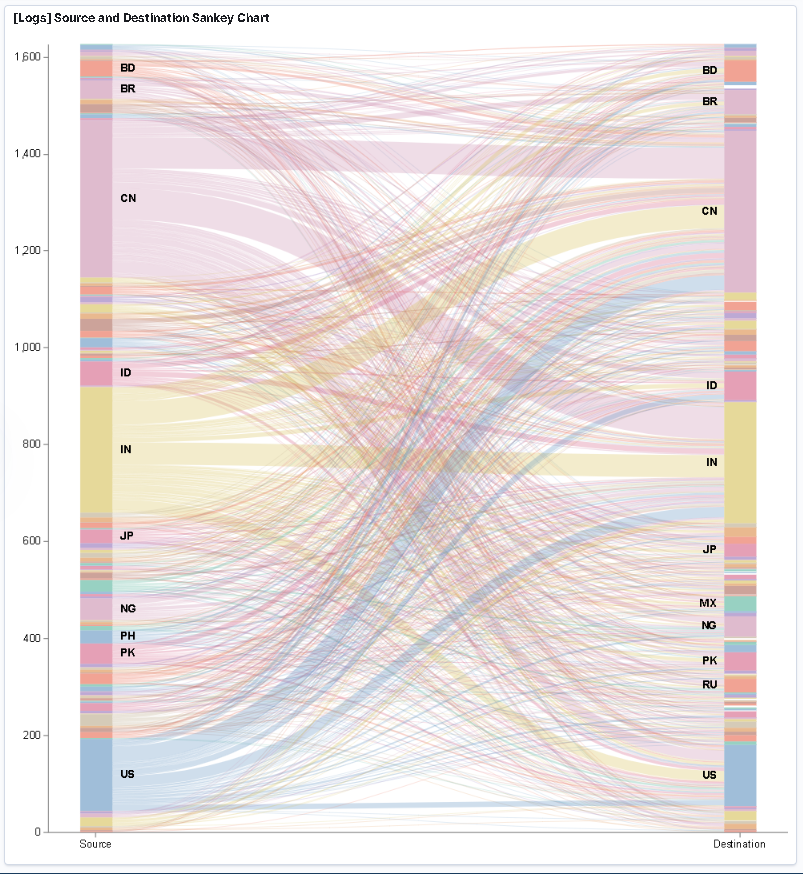 [Logs] Source and Destination Sankey Chart
1,600
BD
BD
BR
BR
1,400
CN
CN
1,200
1,000
ID
ID
800
IN
IN
600
JP
JP
MX
NG
NG
400
PH
PK
PK
RU
200
US
US
0
Source
Destination